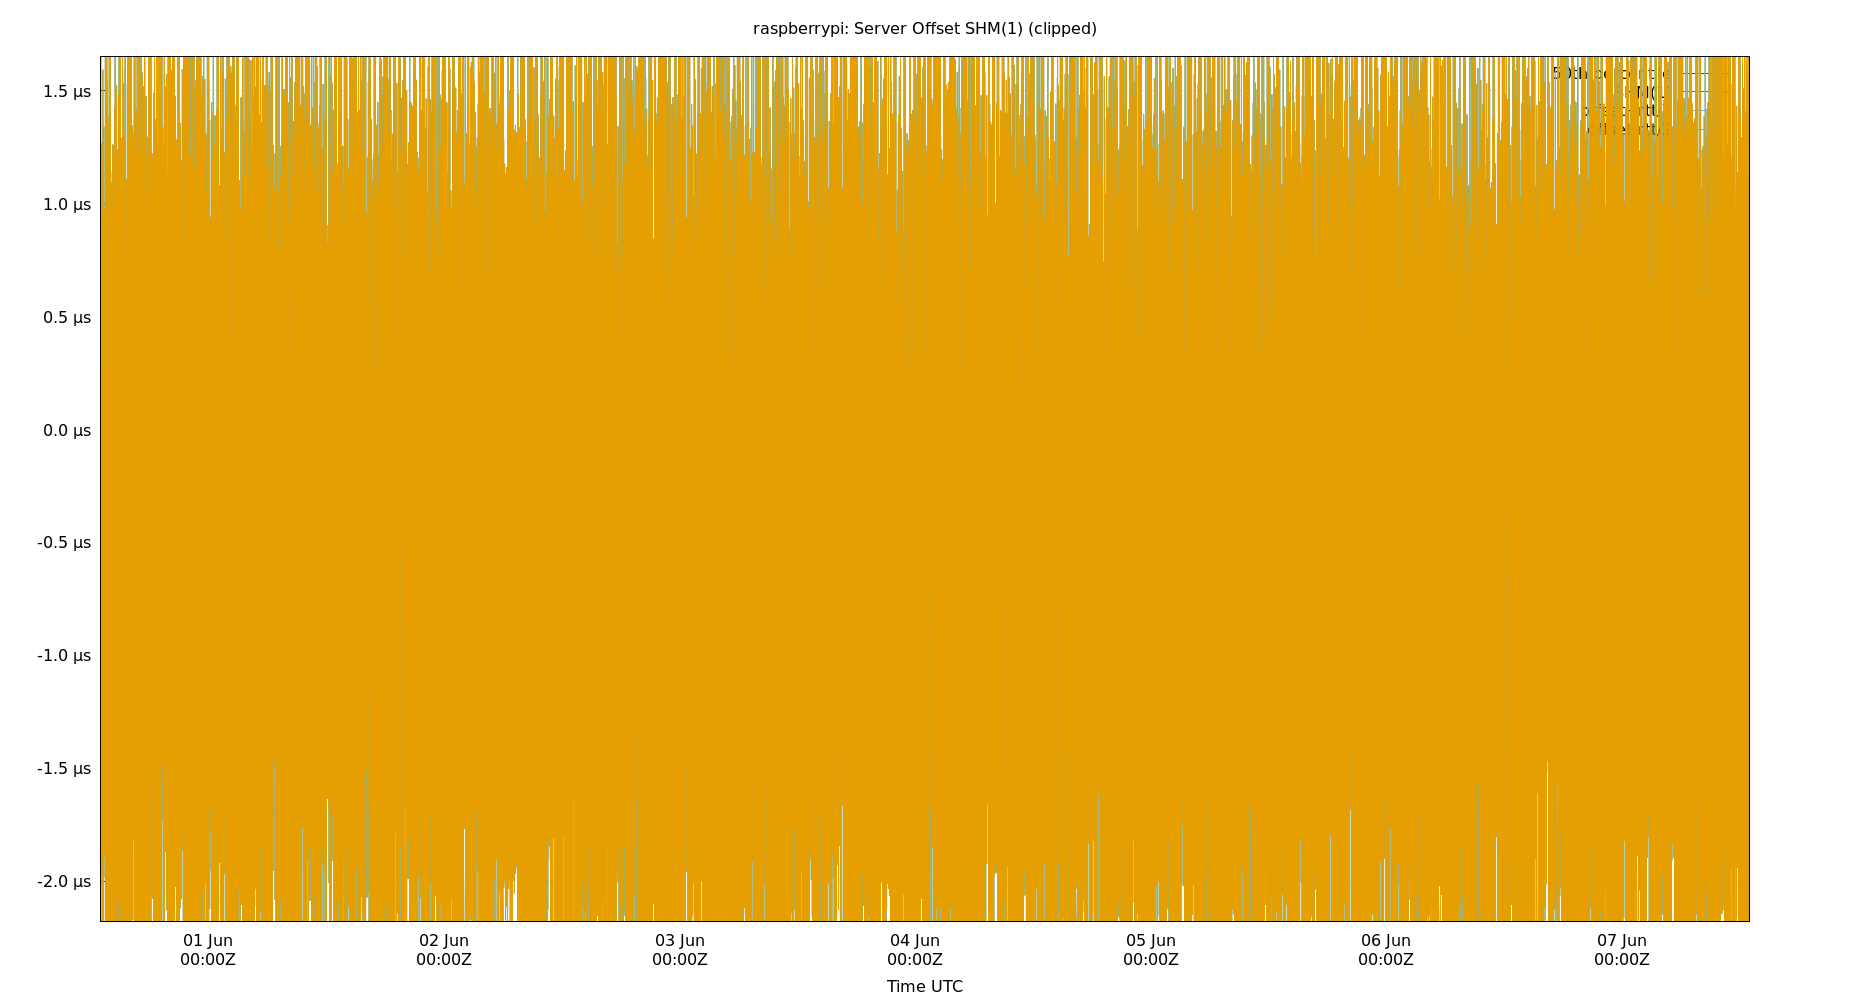 raspberrypi: Server Offset SHM(1) (clipped)
1.5 µs
1.0 µs
0.5 µs
0.0 µs
-0.5 µs
-1.0 µs
-1.5 µs
-2.0 µs
01 Jun 02 Jun 03 Jun 04 Jun 05 Jun 06 Jun 07 Jun
00:00Z 00:00Z 00:00Z 00:00Z 00:00Z 00:00Z 00:00Z
Time UTC